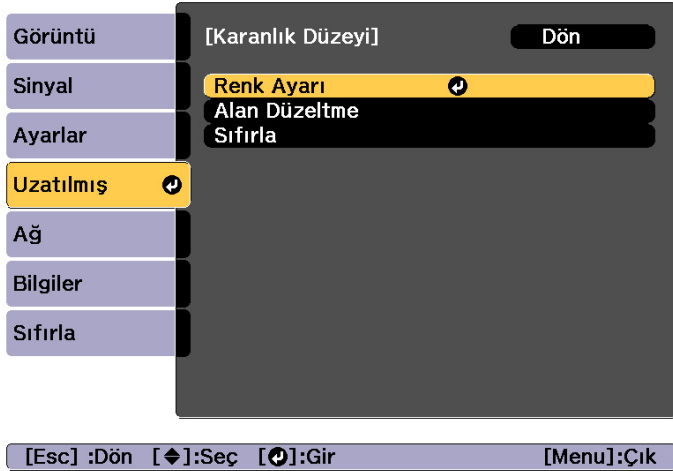 Görüntü
Sinyal
Ayarlar
Uzatılmış
Ağ
Bilgiler
Sıfırla
[Karanlık Düzeyi] Dön
Renk Ayarı
Alan Düzeltme
Sıfırla
[Esc] :Dön [◆]:Seç [↵]:Gir [Menu]:Çık